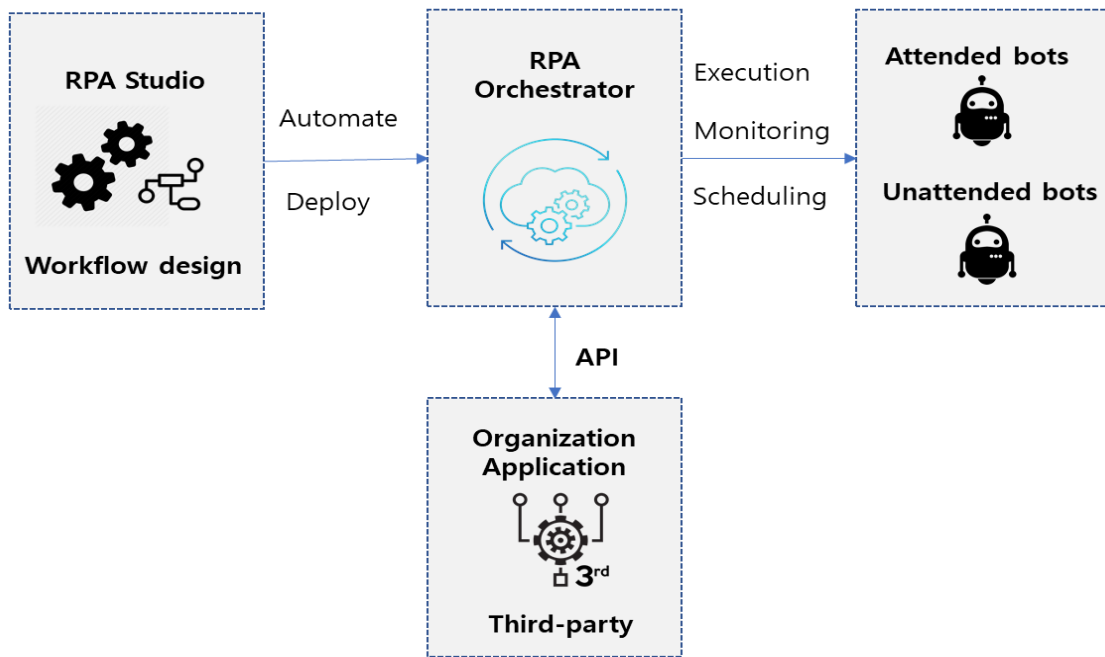 RPA Studio
Workflow design
Automate
Deploy
RPA
Orchestrator
Execution
Monitoring
Scheduling
Attended bots
Unattended bots
API
Organization
Application
3rd
Third-party